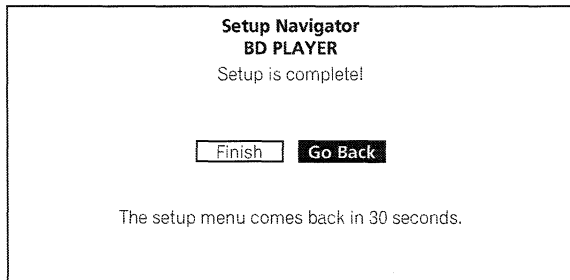 Setup Navigator
BD PLAYER
Setup is complete!
Finish Go Back
The setup menu comes back in 30 seconds.